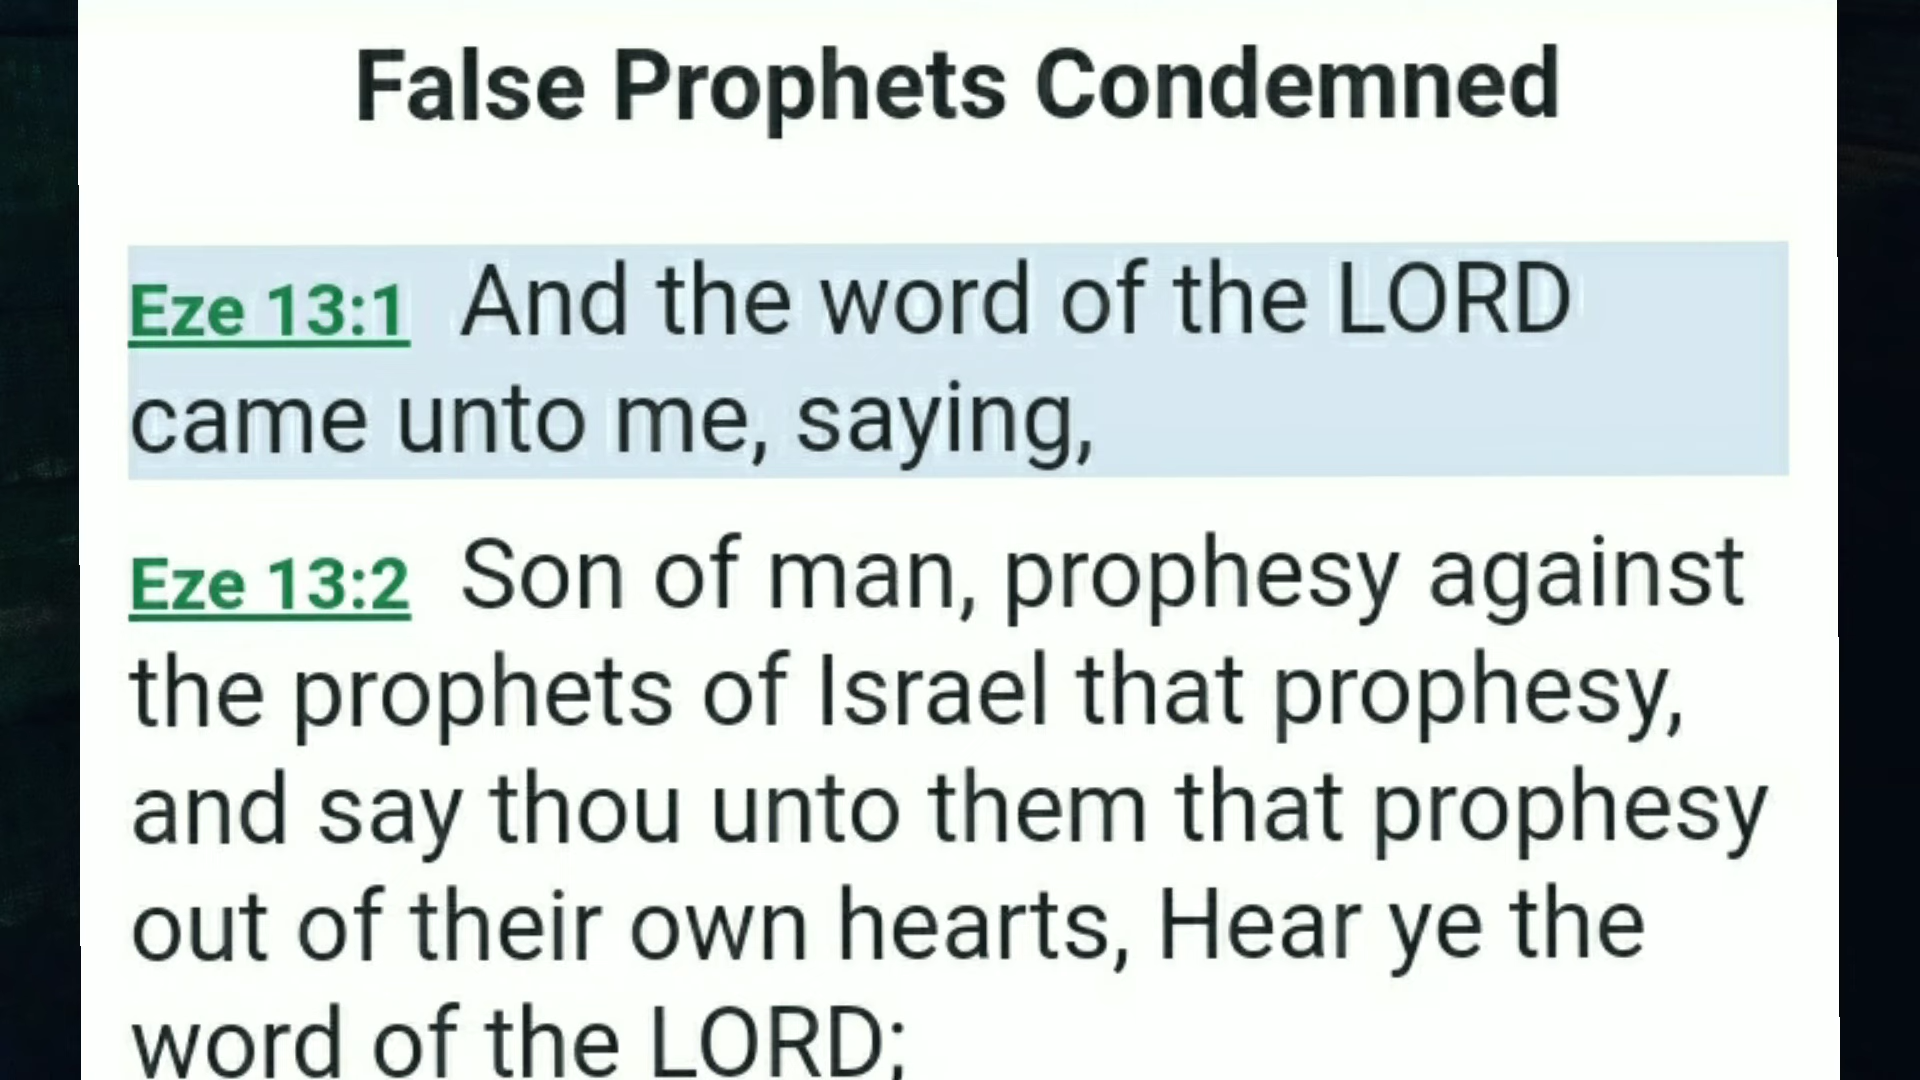 False Prophets Condemned
Eze 13:1 And the word of the LORD
came unto me, saying,
Eze 13:2 Son of man, prophesy against
the prophets of Israel that prophesy,
and say thou unto them that prophesy
out of their own hearts, Hear ye the
word of the LORD;